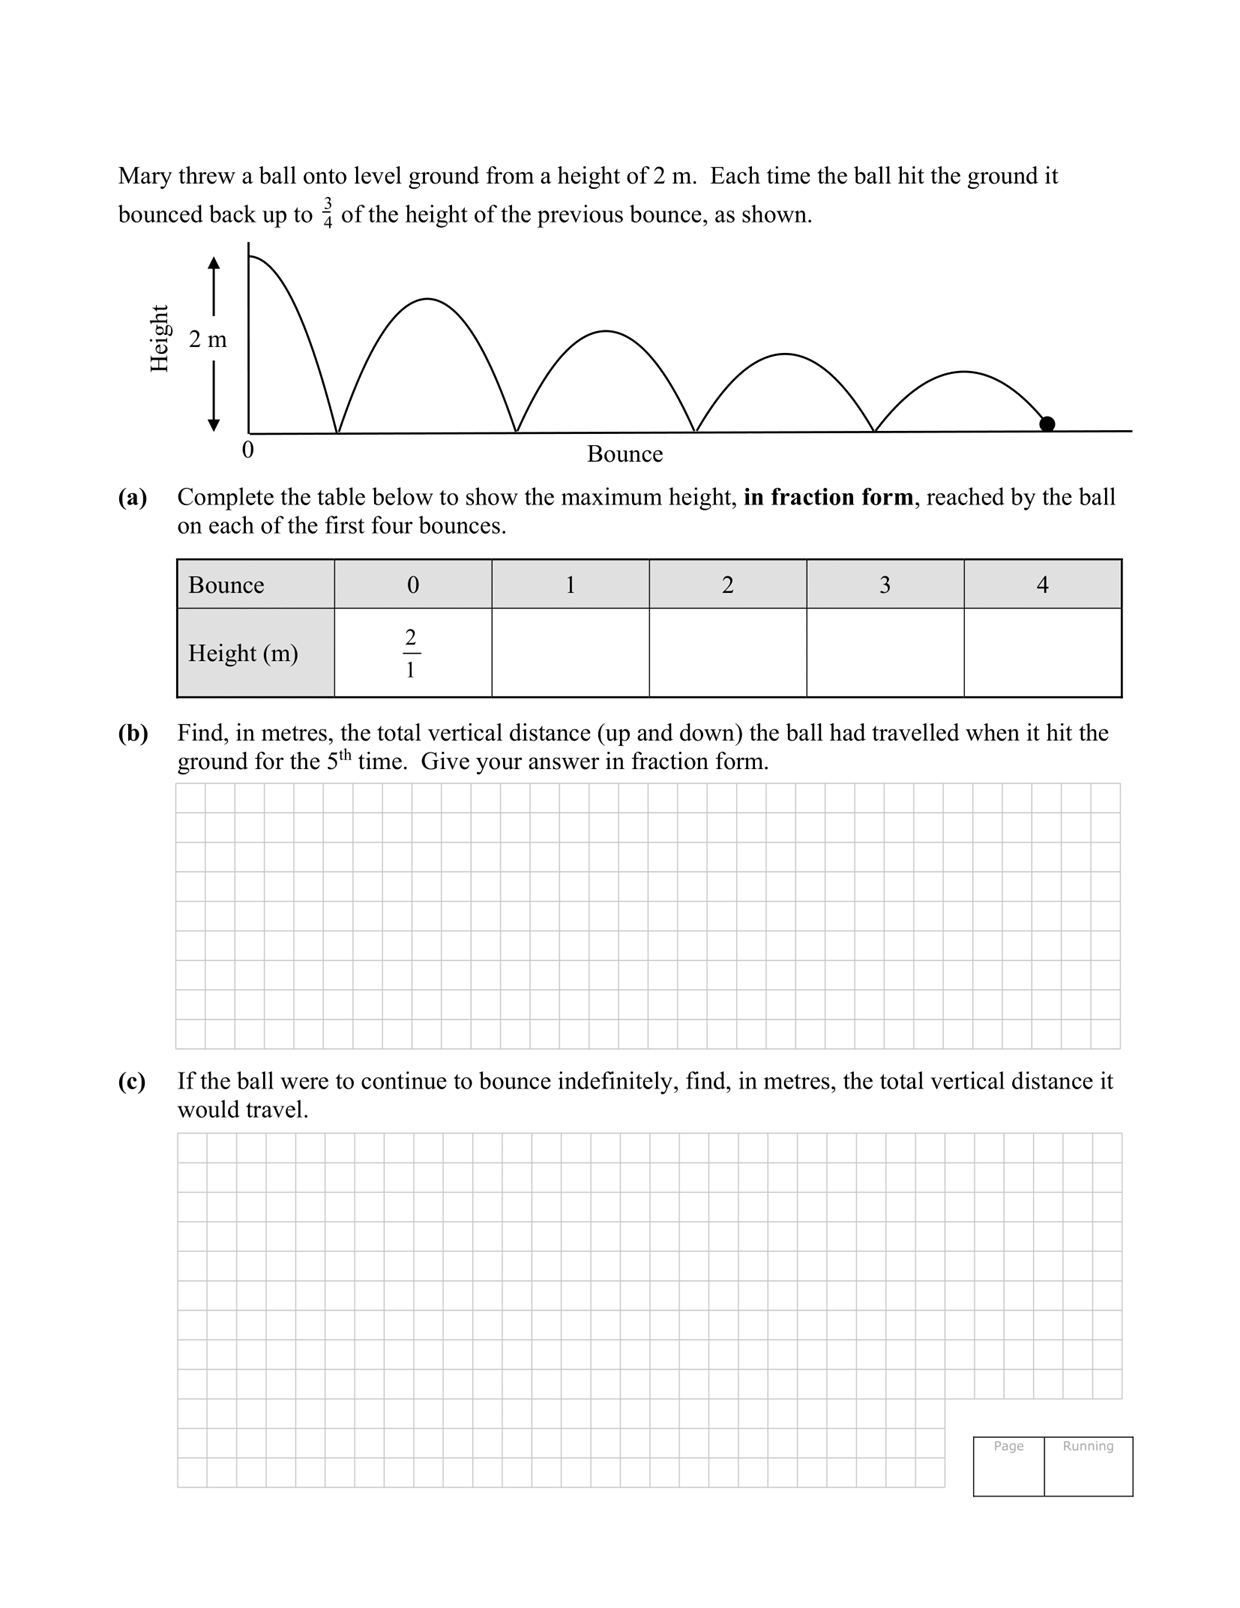 Mary threw a ball onto level ground from a height of 2 m. Each time the ball hit the ground it
bounced back up to 3/4 of the height of the previous bounce, as shown.
Height
2 m
0
Bounce
(a) Complete the table below to show the maximum height, in fraction form, reached by the ball
on each of the first four bounces.
Bounce 0 1 2 3 4
Height (m) 2/1
(b) Find, in metres, the total vertical distance (up and down) the ball had travelled when it hit the
ground for the 5th time. Give your answer in fraction form.
(c) If the ball were to continue to bounce indefinitely, find, in metres, the total vertical distance it
would travel.
Page Running